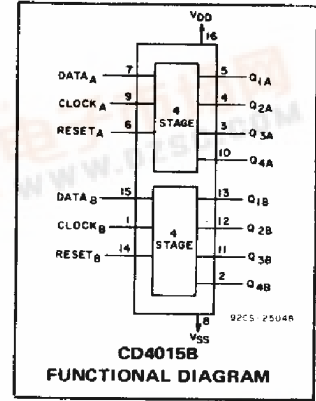 VDD
16
DATAA 7
5 Q1A
CLOCKA 9
4 Q2A
RESETA 6
4 STAGE
3 Q3A
10 Q4A
DATAB 15
13 Q1B
CLOCKB 1
12 Q2B
RESETB 14
4 STAGE
11 Q3B
2 Q4B
92CS-25048
8
VSS
CD4015B
FUNCTIONAL DIAGRAM